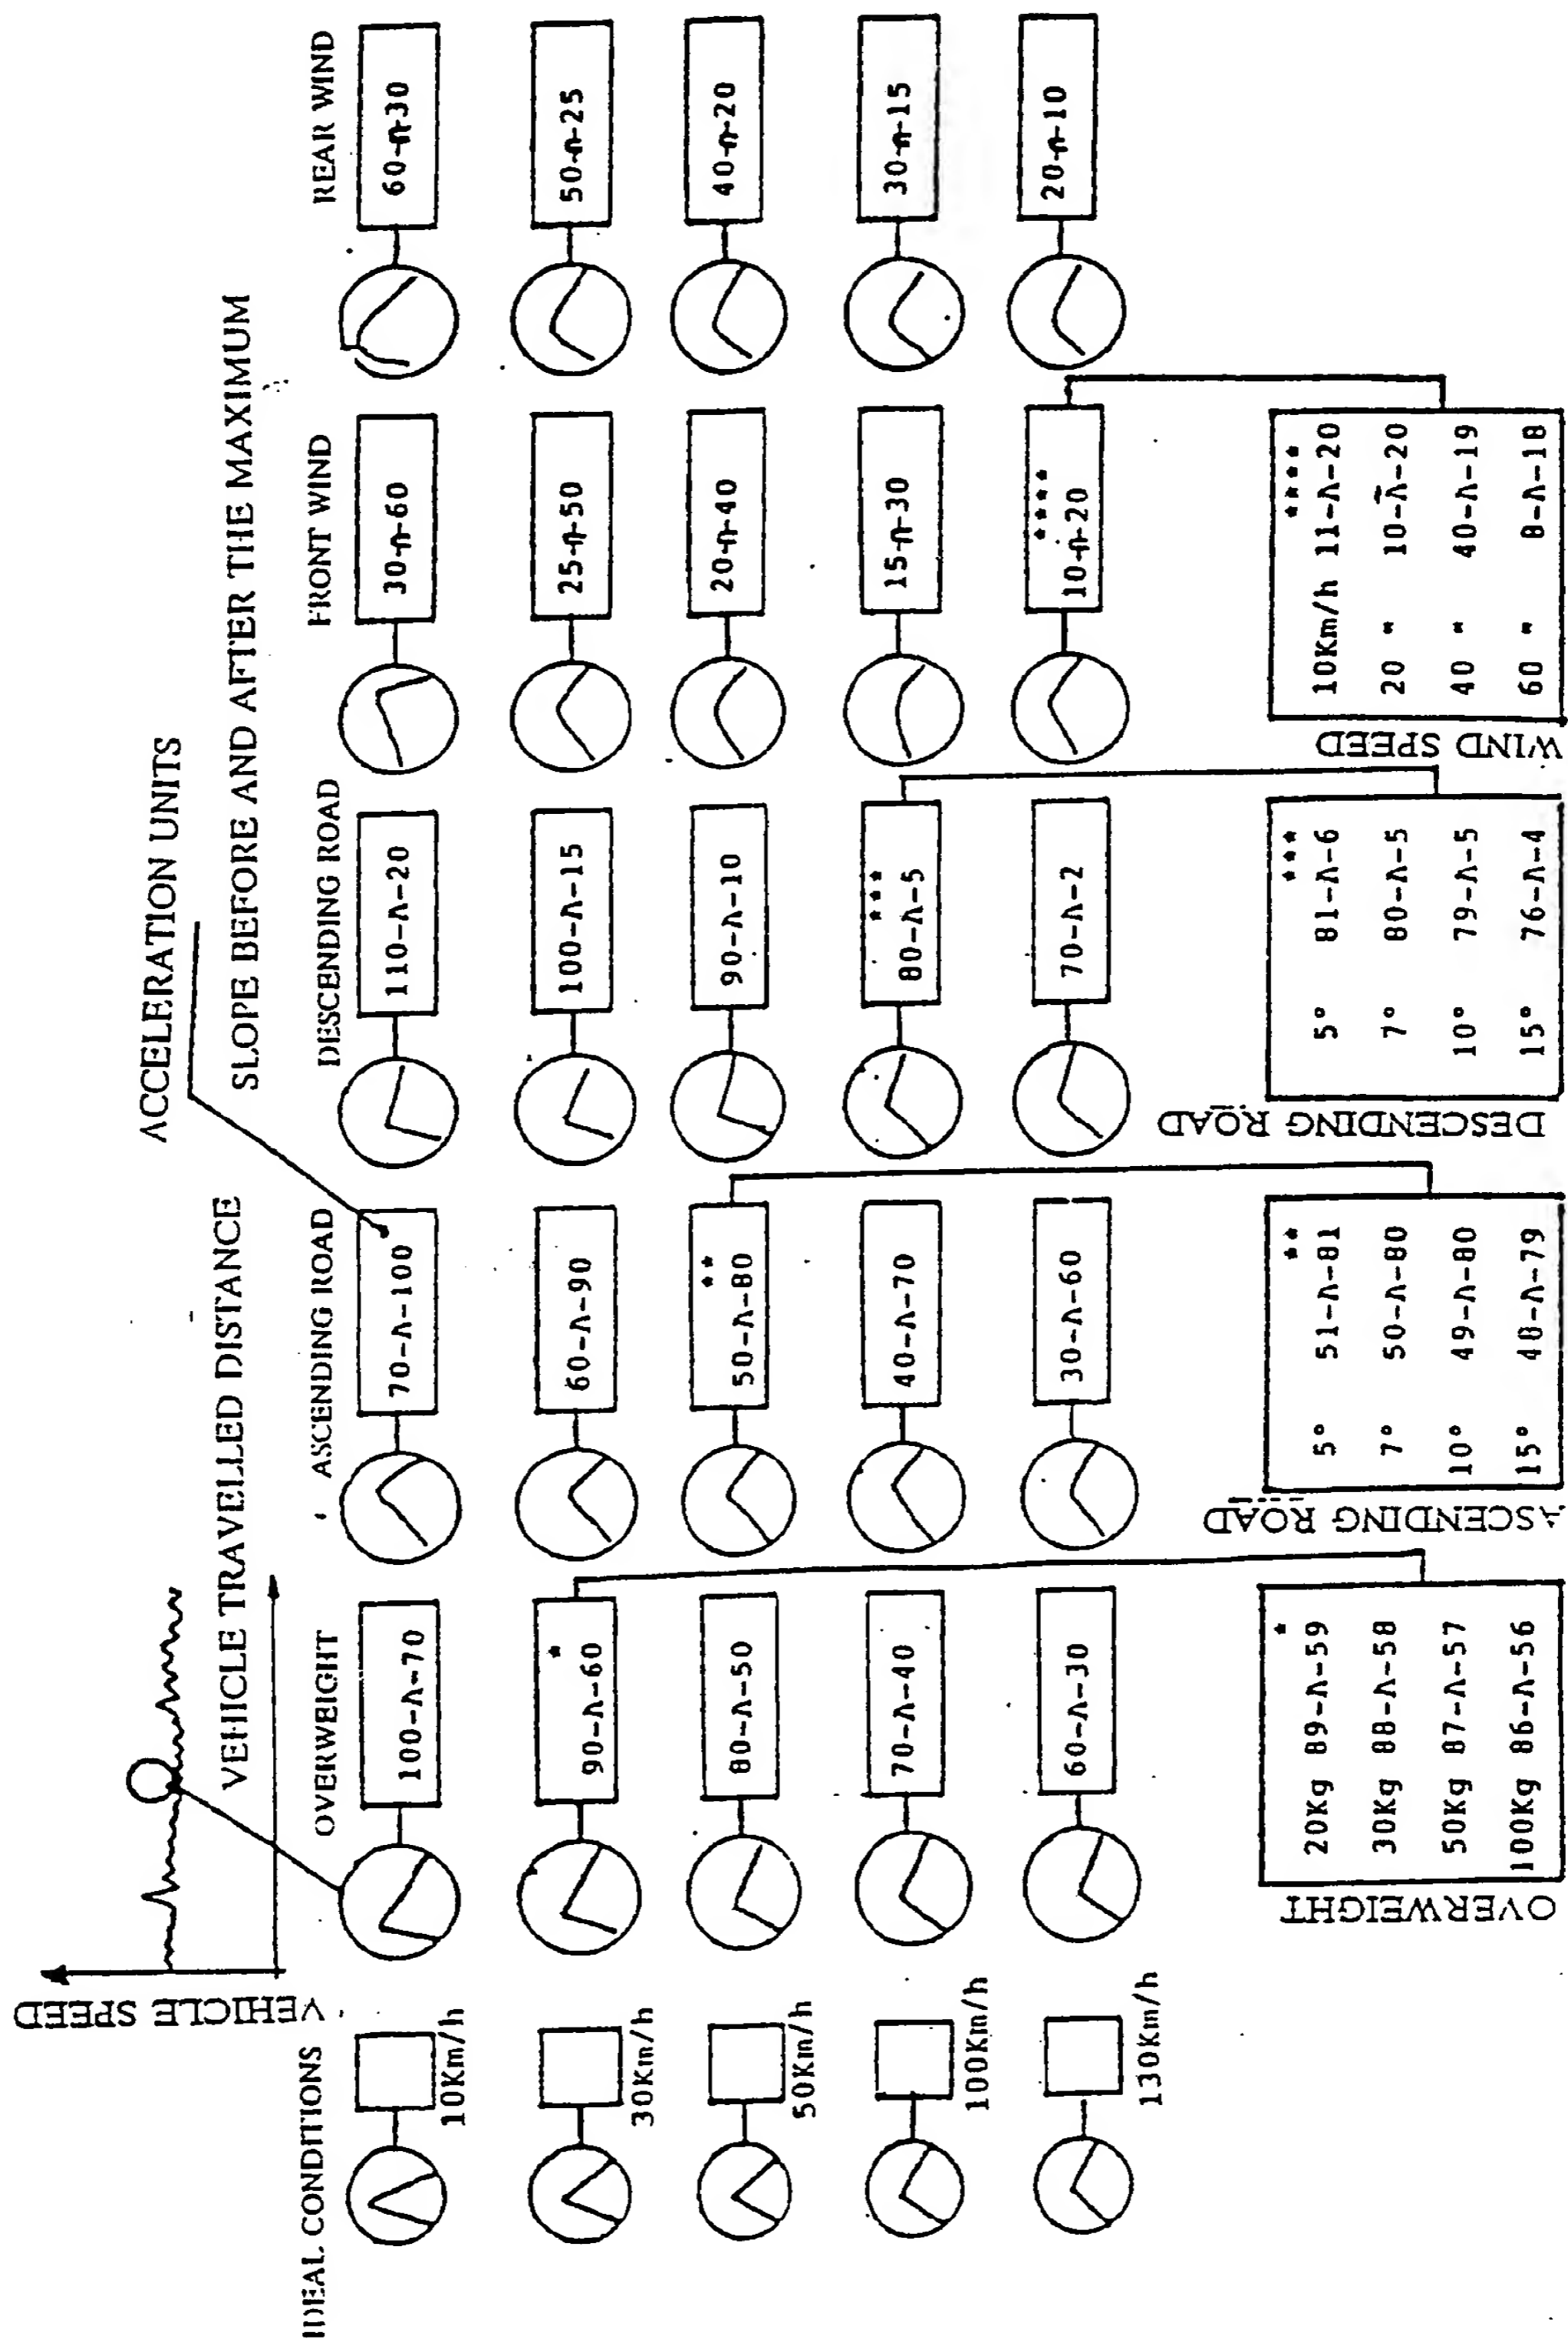 VEHICLE SPEED
VEHICLE TRAVELLED DISTANCE
ACCELERATION UNITS
SLOPE BEFORE AND AFTER THE MAXIMUM
IDEAL CONDITIONS
OVERWEIGHT
ASCENDING ROAD
DESCENDING ROAD
FRONT WIND
REAR WIND
10Km/h
100-Λ-70
70-Λ-100
110-Λ-20
30-n-60
60-n-30
30Km/h
*
90-Λ-60
60-Λ-90
100-Λ-15
25-n-50
50-n-25
50Km/h
80-Λ-50
**
50-Λ-80
90-Λ-10
20-n-40
40-n-20
100Km/h
70-Λ-40
40-Λ-70
***
80-Λ-5
15-n-30
30-n-15
130Km/h
60-Λ-30
30-Λ-60
70-Λ-2
****
10-n-20
20-n-10
OVERWEIGHT
*
20Kg 89-Λ-59
30Kg 88-Λ-58
50Kg 87-Λ-57
100Kg 86-Λ-56
ASCENDING ROAD
**
5° 51-Λ-81
7° 50-Λ-80
10° 49-Λ-80
15° 48-Λ-79
DESCENDING ROAD
***
5° 81-Λ-6
7° 80-Λ-5
10° 79-Λ-5
15° 76-Λ-4
WIND SPEED
****
10Km/h 11-Λ-20
20 " 10-Λ-20
40 " 40-Λ-19
60 " 8-Λ-18